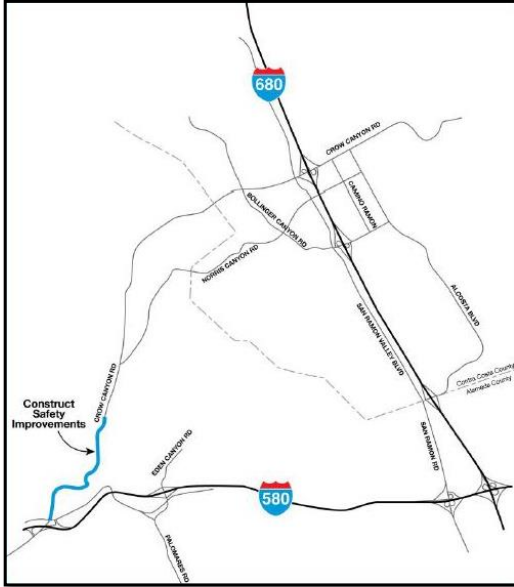 680
CROW CANYON RD
CAMINO RAMON
BOLLINGER CANYON RD
NORRIS CANYON RD
ALCOSTA BLVD
SAN RAMON VALLEY BLVD
Contra Costa County
Alameda County
CROW CANYON RD
Construct
Safety
Improvements
SAN RAMON RD
EDEN CANYON RD
580
PALOMARES RD